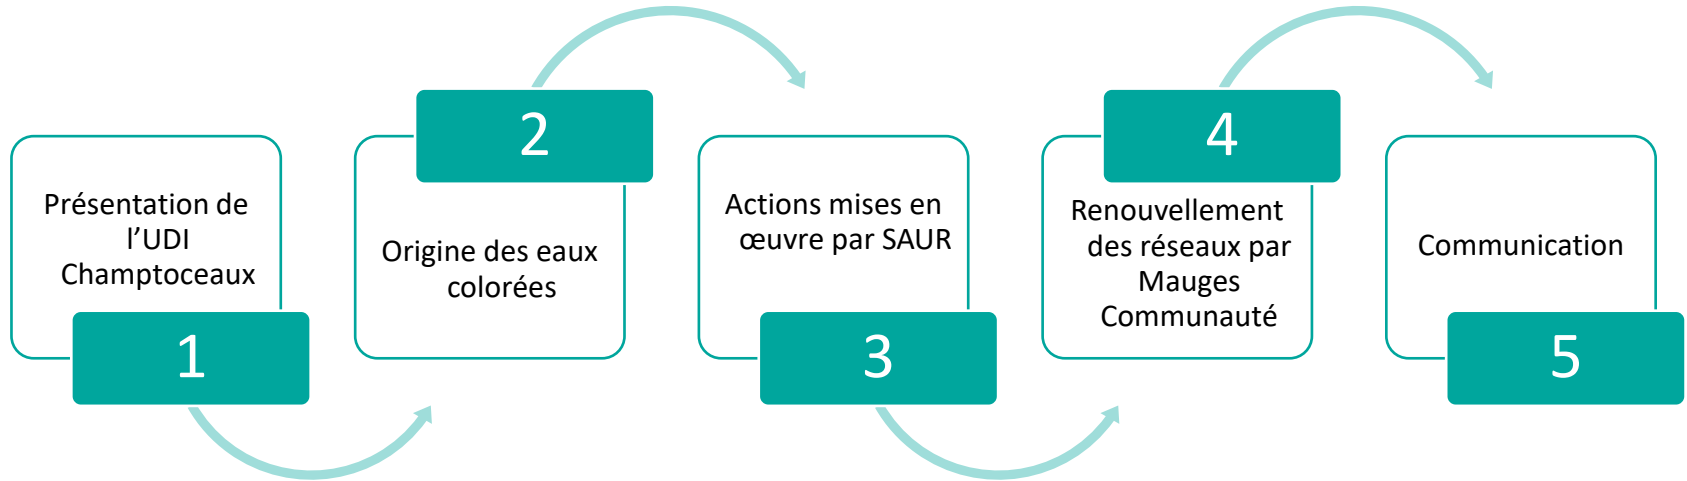 Présentation de
l’UDI
Champtoceaux
1
2
Origine des eaux
colorées
Actions mises en
œuvre par SAUR
3
4
Renouvellement
des réseaux par
Mauges
Communauté
Communication
5